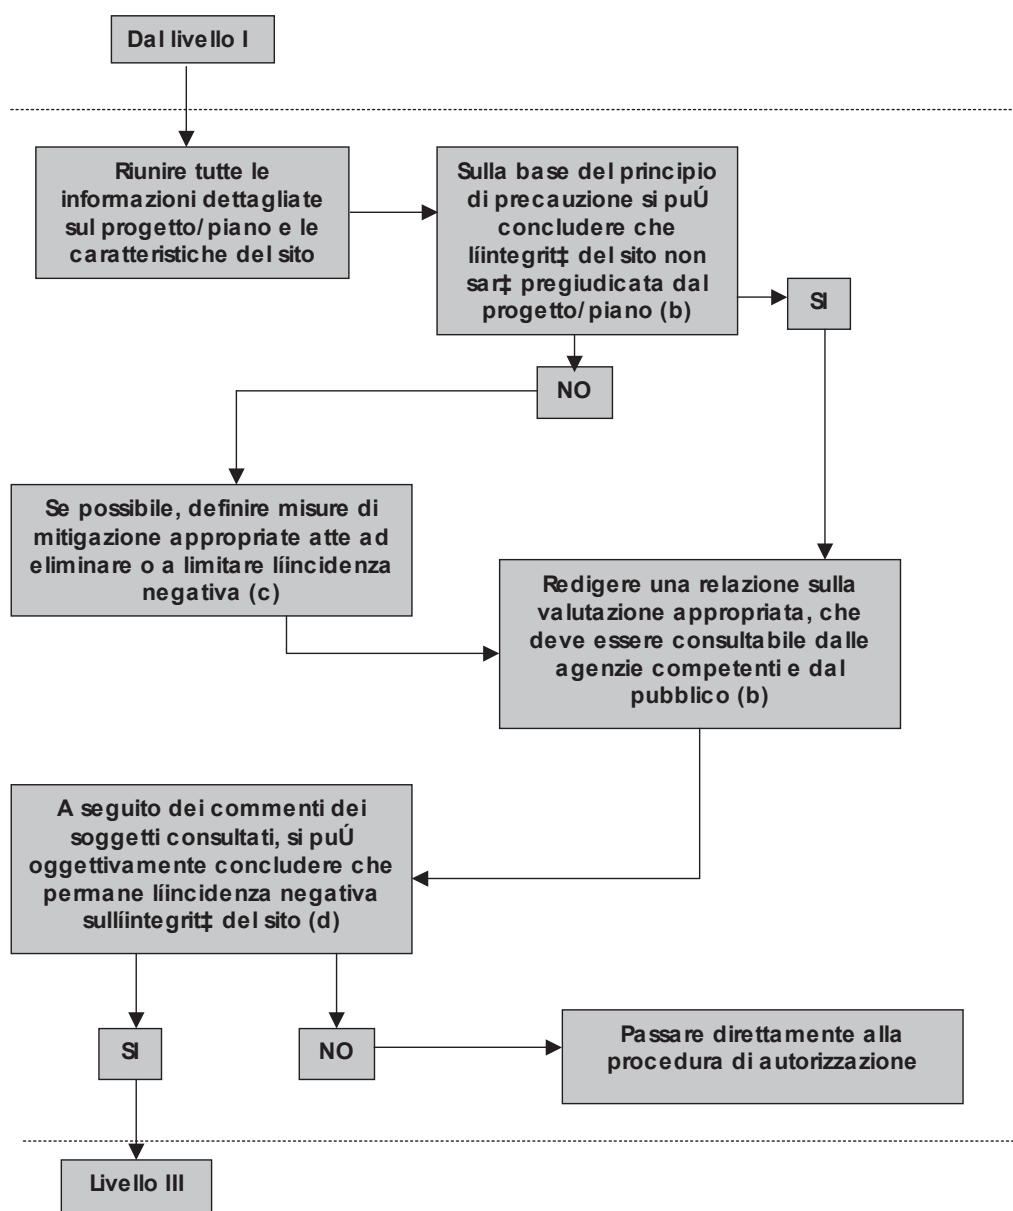 Dal livello I
Riunire tutte le
informazioni dettagliate
sul progetto/piano e le
caratteristiche del sito
Sulla base del principio
di precauzione si puÚ
concludere che
líintegrit‡ del sito non
sar‡ pregiudicata dal
progetto/piano (b)
SI
NO
Se possibile, definire misure di
mitigazione appropriate atte ad
eliminare o a limitare líincidenza
negativa (c)
Redigere una relazione sulla
valutazione appropriata, che
deve essere consultabile dalle
agenzie competenti e dal
pubblico (b)
A seguito dei commenti dei
soggetti consultati, si puÚ
oggettivamente concludere che
permane líincidenza negativa
sullíintegrit‡ del sito (d)
SI
NO
Passare direttamente alla
procedura di autorizzazione
Livello III